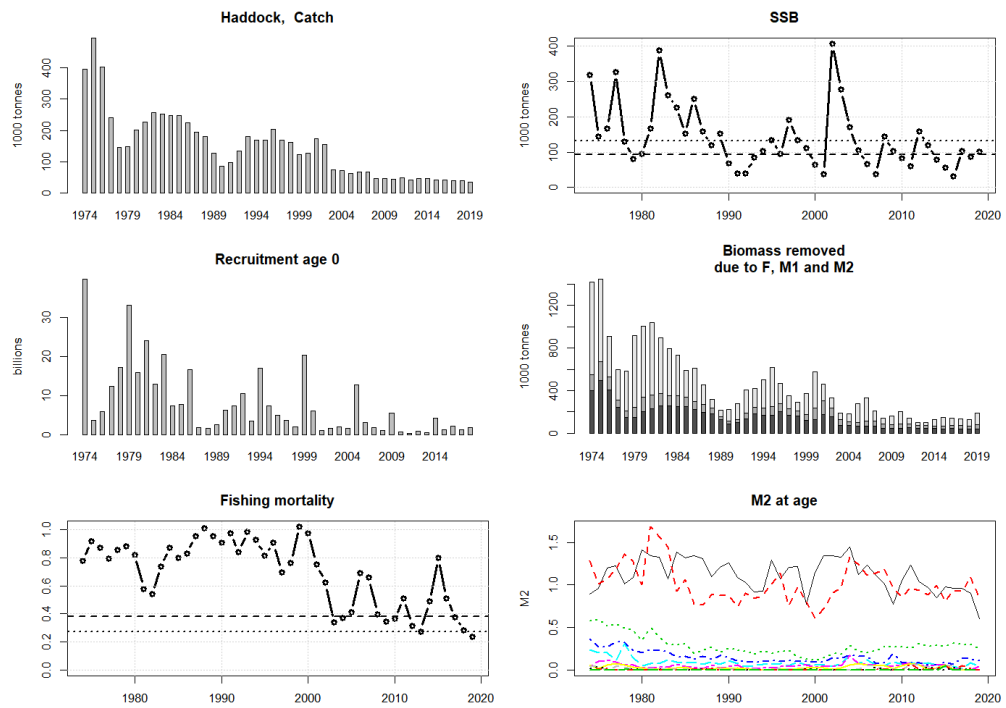 Haddock, Catch
1000 tonnes
0 100 200 300 400
1974 1979 1984 1989 1994 1999 2004 2009 2014 2019
SSB
1000 tonnes
0 100 200 300 400
1980 1990 2000 2010 2020
Recruitment age 0
billions
0 10 20 30
1974 1979 1984 1989 1994 1999 2004 2009 2014
Biomass removed
due to F, M1 and M2
1000 tonnes
0 400 800 1200
1974 1979 1984 1989 1994 1999 2004 2009 2014 2019
Fishing mortality
0.0 0.2 0.4 0.6 0.8 1.0
1980 1990 2000 2010 2020
M2 at age
M2
0.0 0.5 1.0 1.5
1980 1990 2000 2010 2020